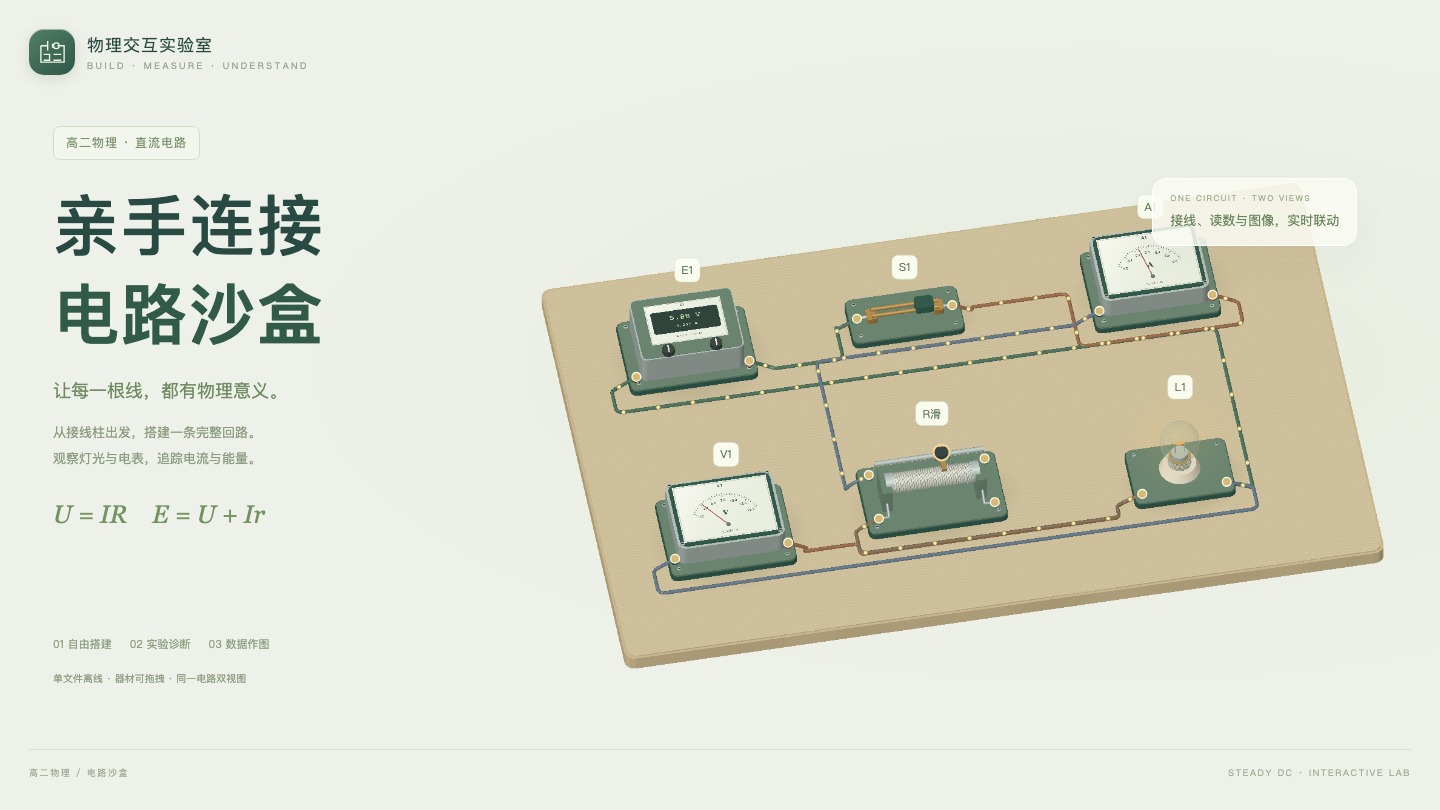 物理交互实验室
BUILD · MEASURE · UNDERSTAND
高二物理 · 直流电路
亲手连接
电路沙盒
让每一根线，都有物理意义。
从接线柱出发，搭建一条完整回路。
观察灯光与电表，追踪电流与能量。
U = IR E = U + Ir
01 自由搭建 02 实验诊断 03 数据作图
单文件离线 · 器材可拖拽 · 同一电路双视图
ONE CIRCUIT · TWO VIEWS
接线、读数与图像，实时联动
E1
S1
L1
R滑
V1
A
V
高二物理 / 电路沙盒
STEADY DC · INTERACTIVE LAB